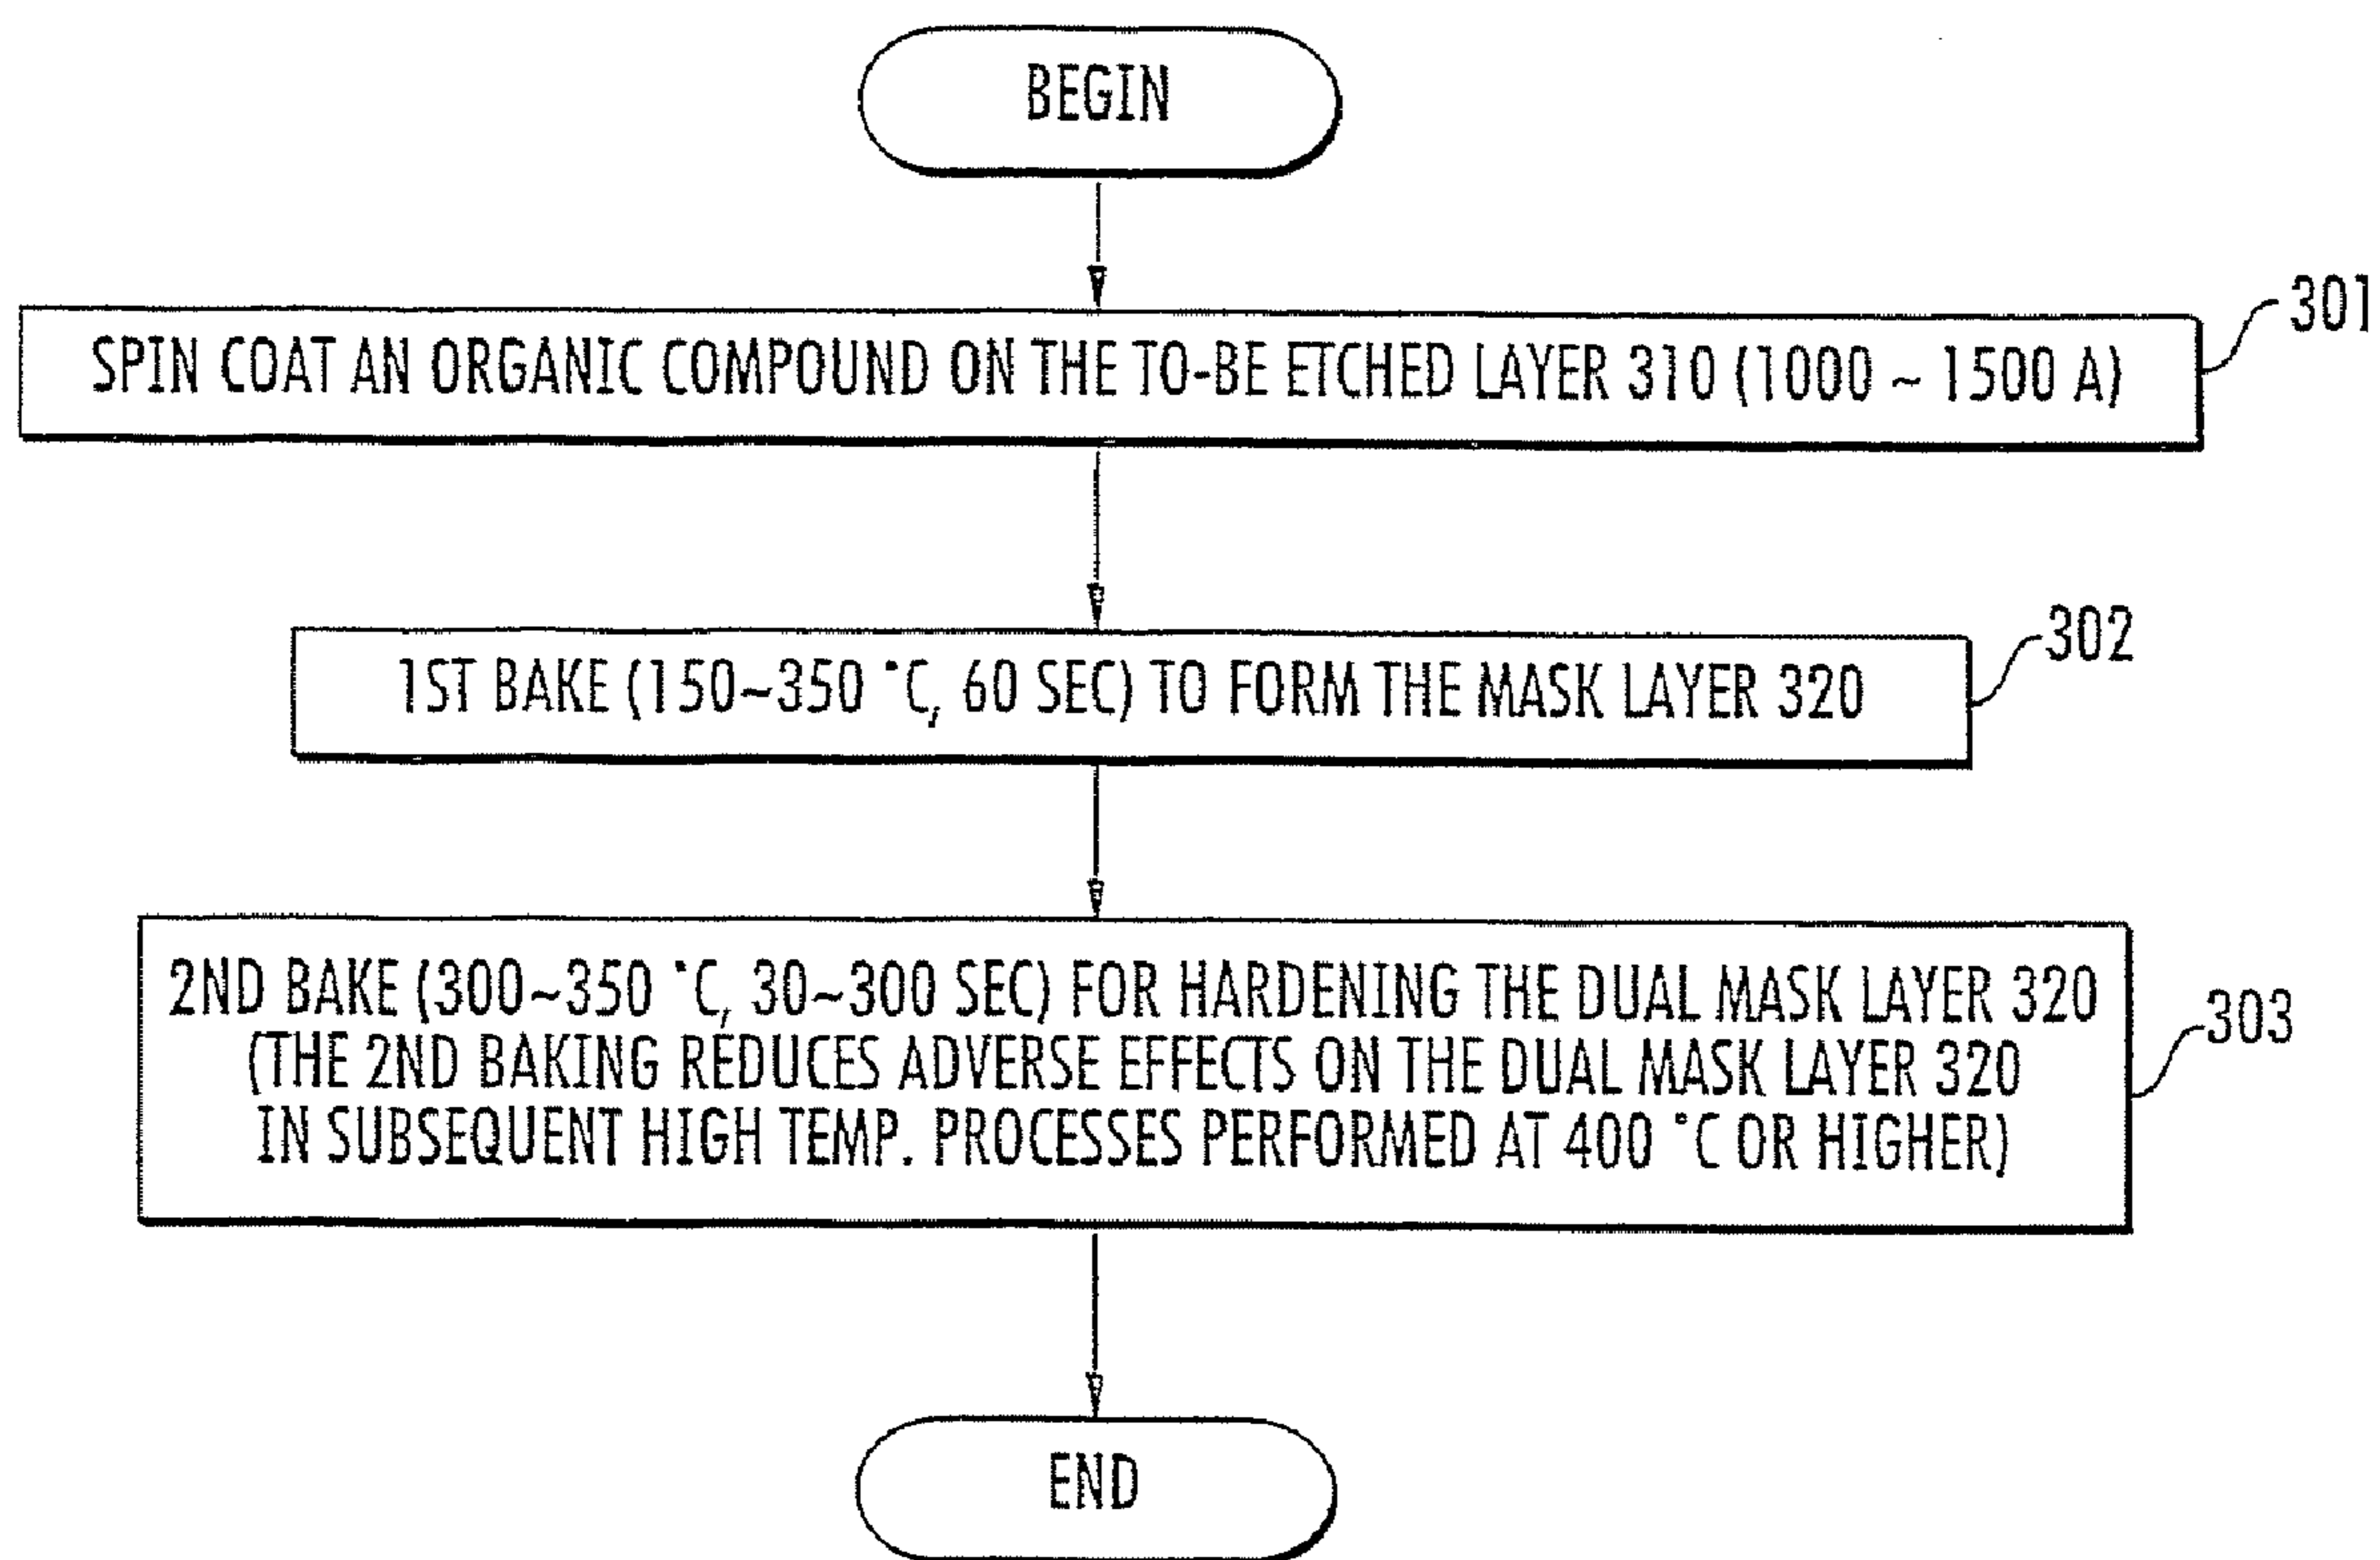 BEGIN
SPIN COAT AN ORGANIC COMPOUND ON THE TO-BE ETCHED LAYER 310 (1000 ~ 1500 A)
301
1ST BAKE (150~350 °C, 60 SEC) TO FORM THE MASK LAYER 320
302
2ND BAKE (300~350 °C, 30~300 SEC) FOR HARDENING THE DUAL MASK LAYER 320
(THE 2ND BAKING REDUCES ADVERSE EFFECTS ON THE DUAL MASK LAYER 320
IN SUBSEQUENT HIGH TEMP. PROCESSES PERFORMED AT 400 °C OR HIGHER)
303
END